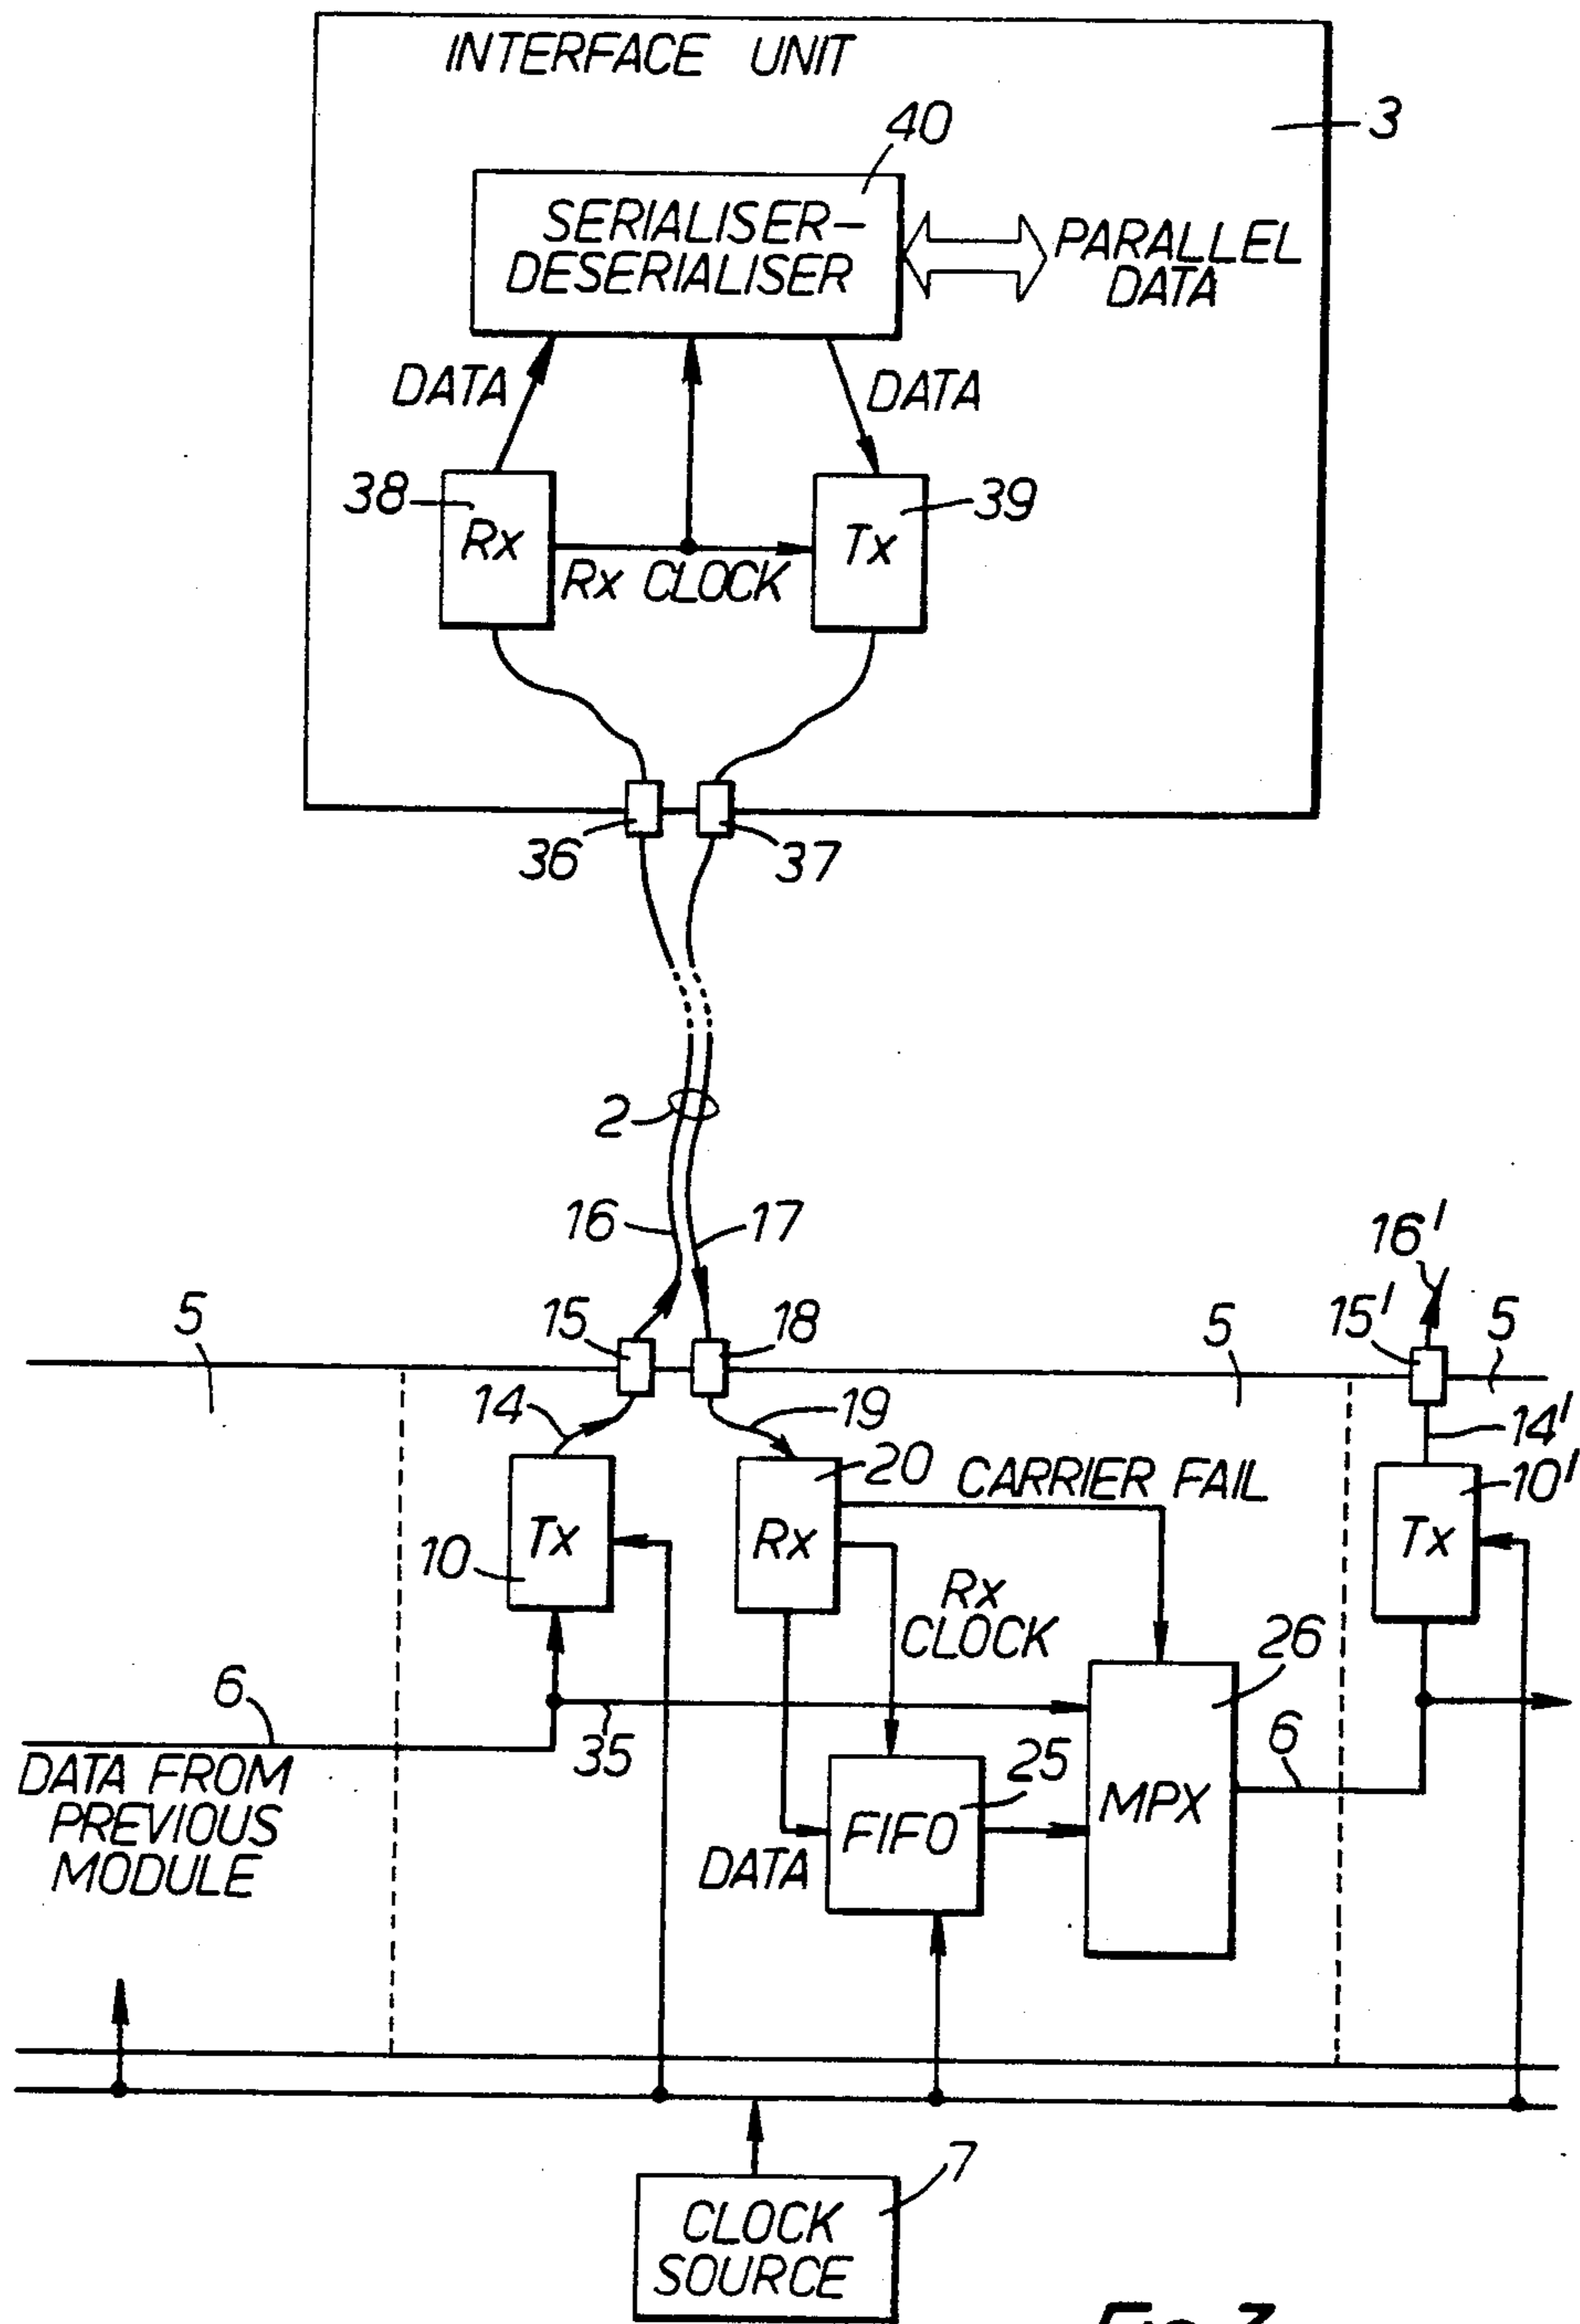 INTERFACE UNIT
3
40
SERIALISER-
DESERIALISER
PARALLEL
DATA
DATA
DATA
38
Rx
39
Tx
Rx CLOCK
36
37
2
16
17
16'
5
15
18
5
15'
5
14
19
14'
20
CARRIER FAIL
10'
10
Tx
Rx
Tx
Rx
CLOCK
26
6
35
6
DATA FROM
PREVIOUS
MODULE
25
MPX
FIFO
DATA
7
CLOCK
SOURCE